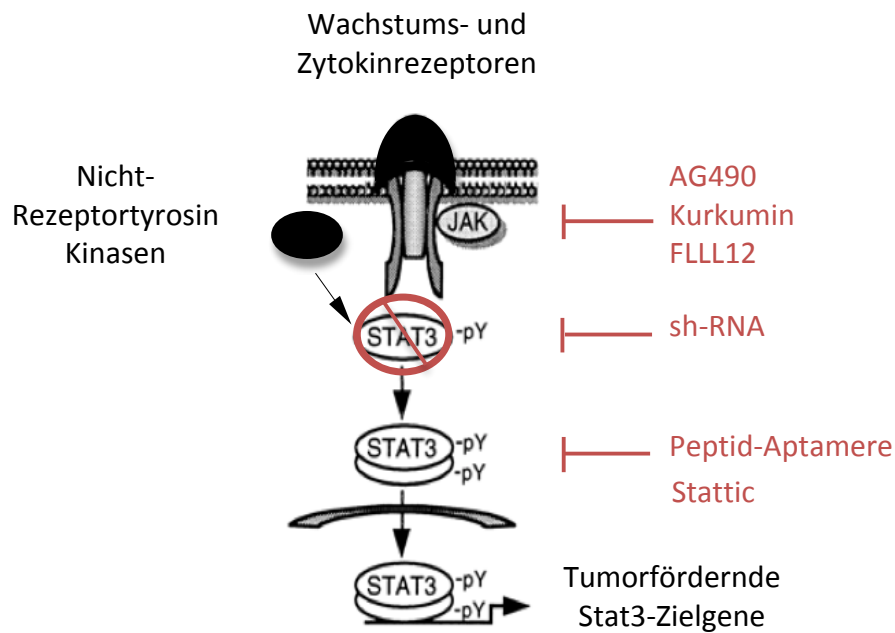 Wachstums- und
Zytokinrezeptoren
Nicht-
Rezeptortyrosin
Kinasen
JAK
AG490
Kurkumin
FLLL12
STAT3
-pY
sh-RNA
STAT3
-pY
-pY
Peptid-Aptamere
Stattic
STAT3
-pY
-pY
Tumorfördernde
Stat3-Zielgene